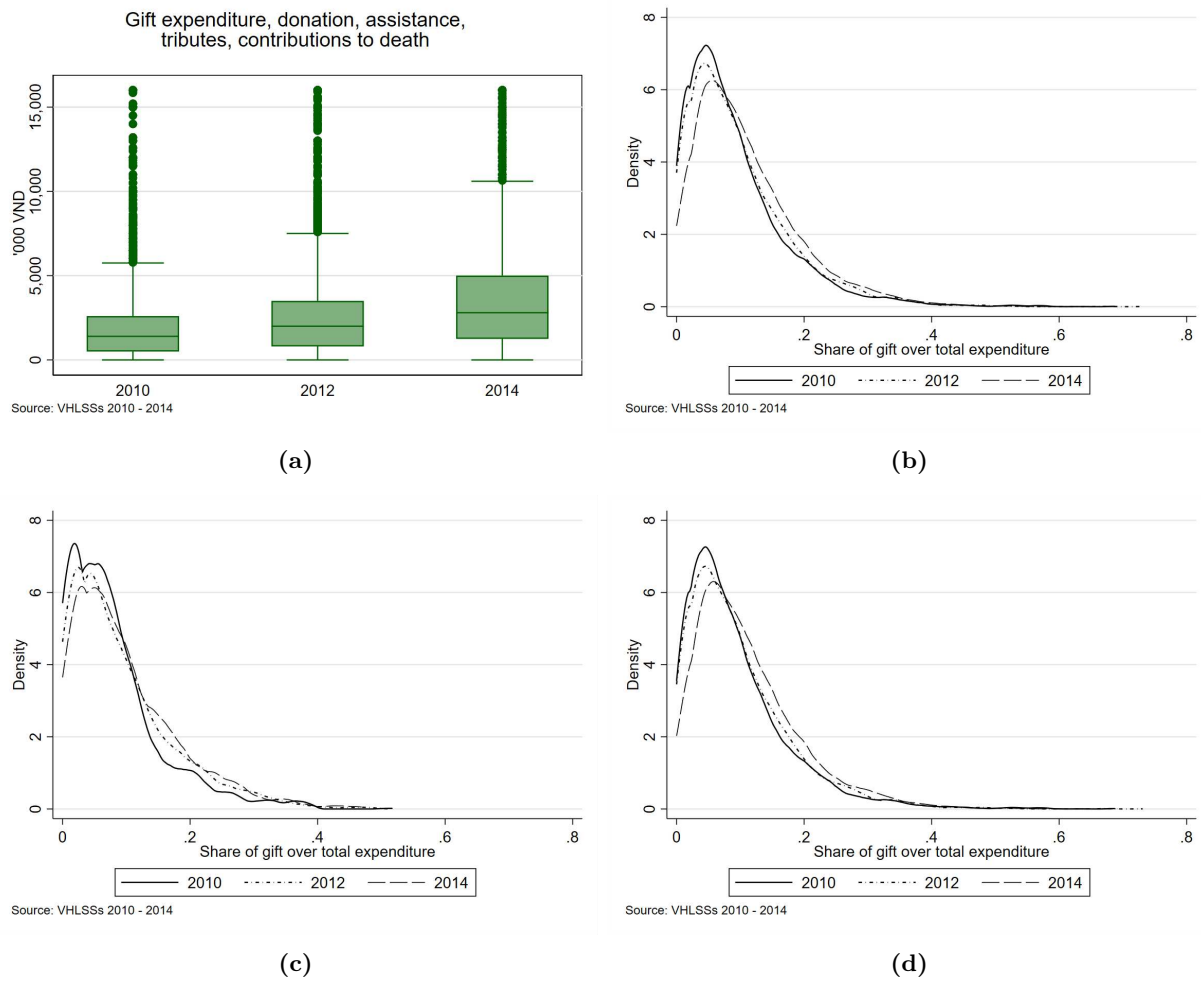 Gift expenditure, donation, assistance,
tributes, contributions to death
'000 VND
15,000
10,000
5,000
0
2010
2012
2014
Source: VHLSSs 2010 - 2014
(a)
Density
8
6
4
2
0
0
.2
.4
.6
.8
Share of gift over total expenditure
2010
2012
2014
Source: VHLSSs 2010 - 2014
(b)
Density
8
6
4
2
0
0
.2
.4
.6
.8
Share of gift over total expenditure
2010
2012
2014
Source: VHLSSs 2010 - 2014
(c)
Density
8
6
4
2
0
0
.2
.4
.6
.8
Share of gift over total expenditure
2010
2012
2014
Source: VHLSSs 2010 - 2014
(d)